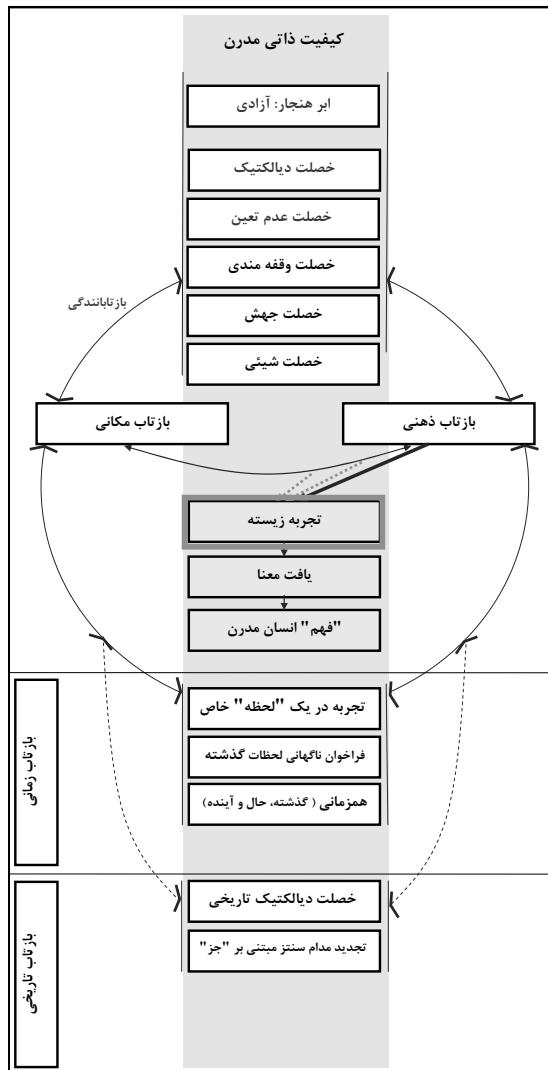 کیفیت ذاتی مدرن
ابر هنجار: آزادی
خصلت دیالکتیک
خصلت عدم تعین
خصلت وقفه مندی
بازتابانندگی
خصلت جهش
خصلت شیئی
بازتاب ذهنی
بازتاب مکانی
تجربه زیسته
یافت معنا
"فهم" انسان مدرن
تجربه در یک "لحظه" خاص
فراخوان ناگهانی لحظات گذشته
همزمانی ( گذشته، حال و آینده)
بازتاب زمانی
خصلت دیالکتیک تاریخی
تجدید مدام سنتز مبتنی بر "جز"
بازتاب تاریخی